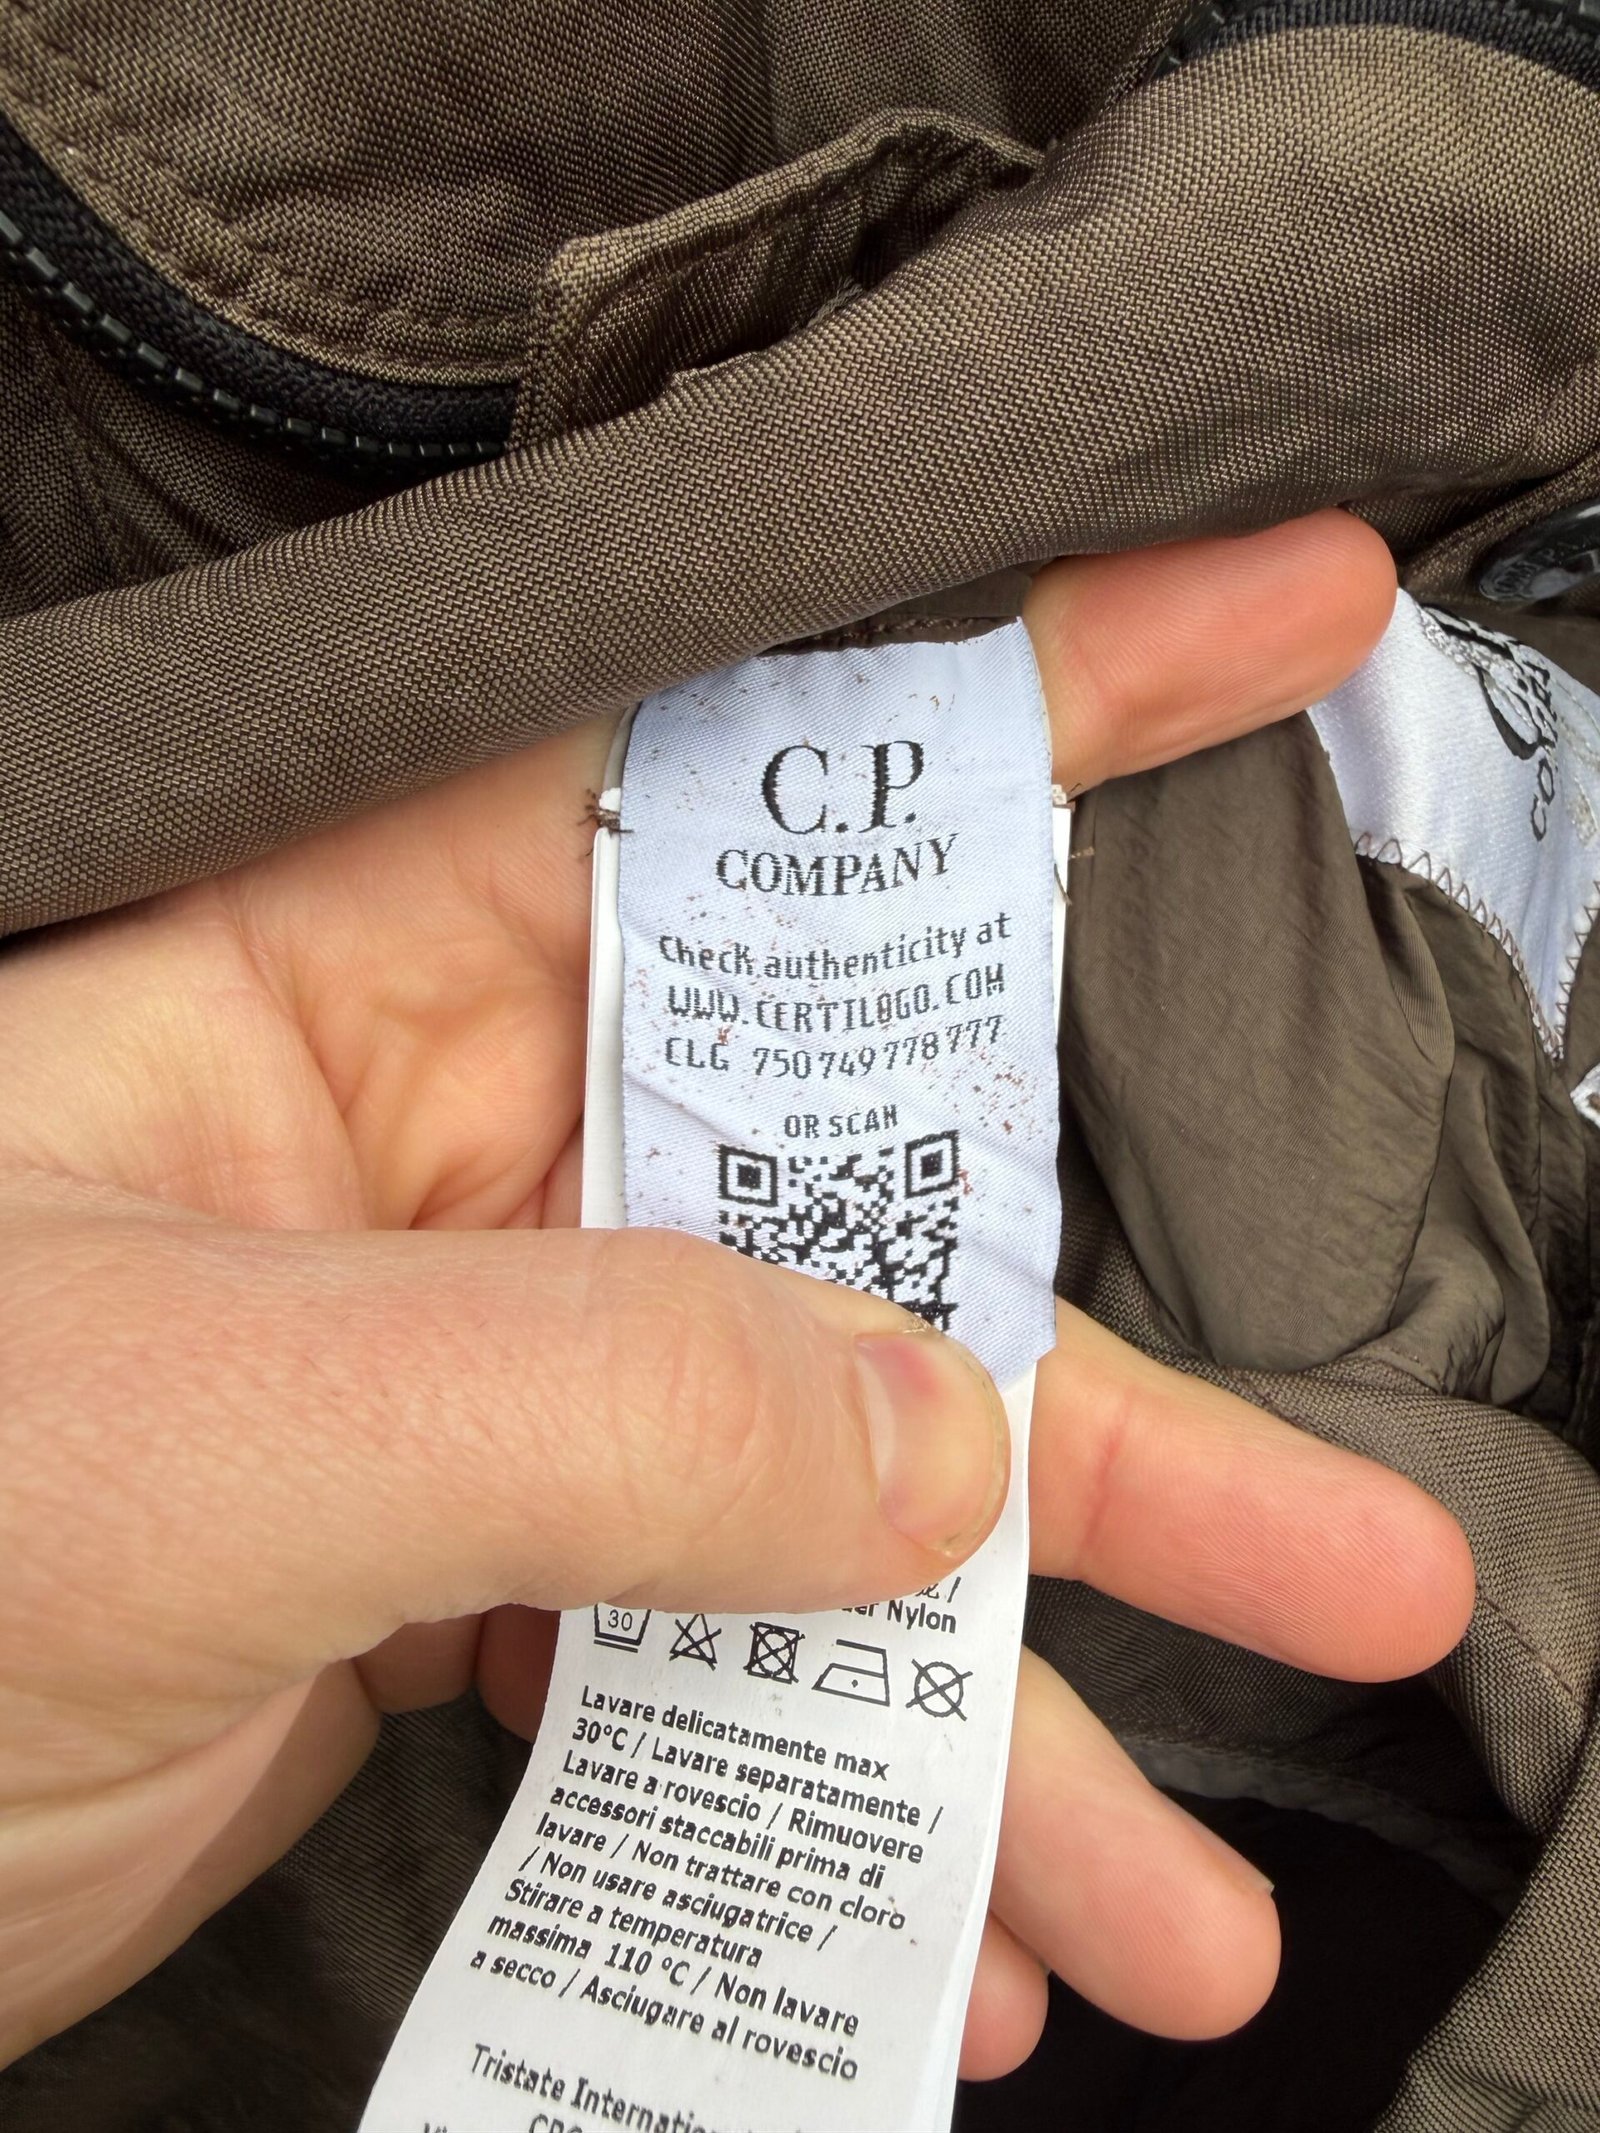 C.P.
COMPANY
Check authenticity at
WWW.CERTILOGO.COM
CLG 750749778777
OR SCAN
Nylon
30
Lavare delicatamente max
30°C / Lavare separatamente /
Lavare a rovescio / Rimuovere
accessori staccabili prima di
lavare / Non trattare con cloro
/ Non usare asciugatrice /
Stirare a temperatura
massima 110 °C / Non lavare
a secco / Asciugare al rovescio
Tristate